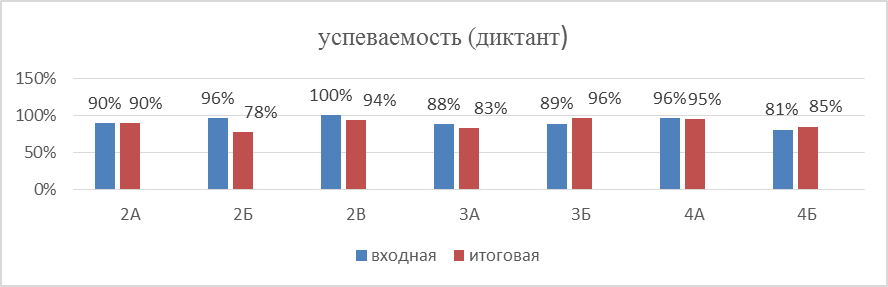 успеваемость (диктант)
150%
100%
50%
0%
90% 90% 96% 78% 100% 94% 88% 83% 89% 96% 96% 95% 81% 85%
2А 2Б 2В 3А 3Б 4А 4Б
входная итоговая